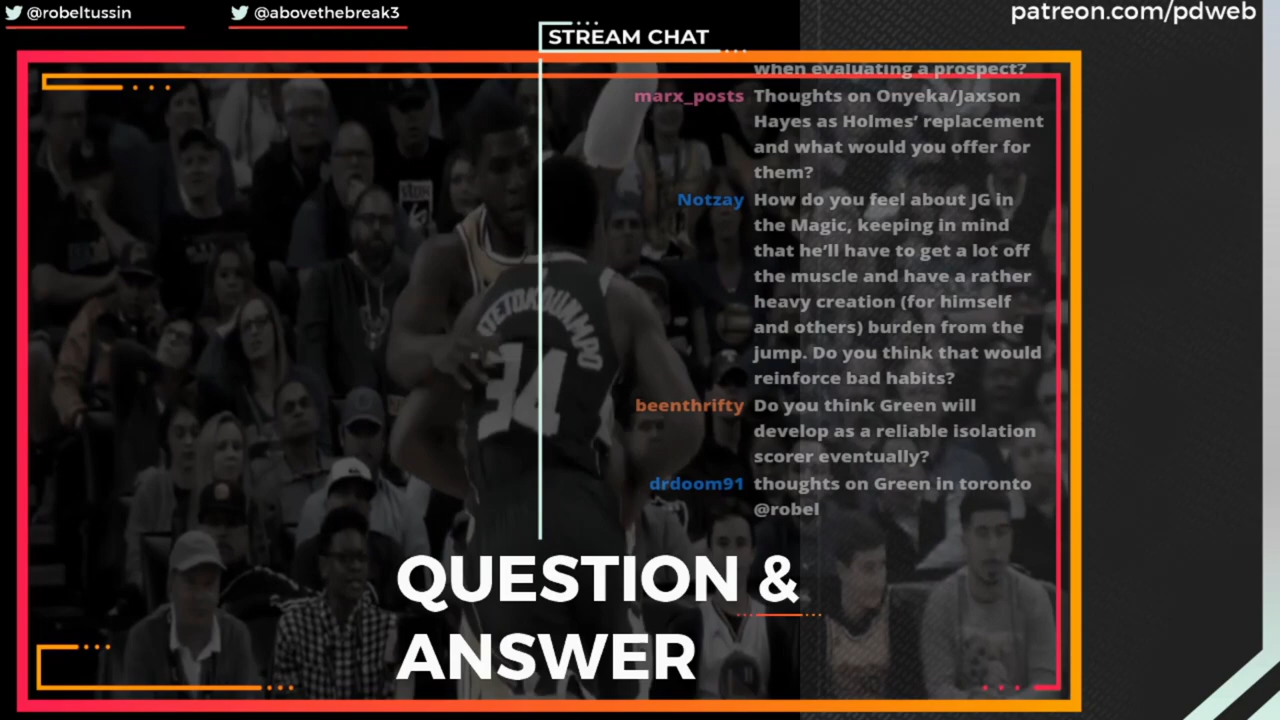 @robeltussin
@abovethebreak3
patreon.com/pdweb
STREAM CHAT
when evaluating a prospect?
marx_posts Thoughts on Onyeka/Jaxson
Hayes as Holmes’ replacement
and what would you offer for
them?
Notzay How do you feel about JG in
the Magic, keeping in mind
that he’ll have to get a lot off
the muscle and have a rather
heavy creation (for himself
and others) burden from the
jump. Do you think that would
reinforce bad habits?
beenthrifty Do you think Green will
develop as a reliable isolation
scorer eventually?
drdoom91 thoughts on Green in toronto
@robel
34
QUESTION &
ANSWER